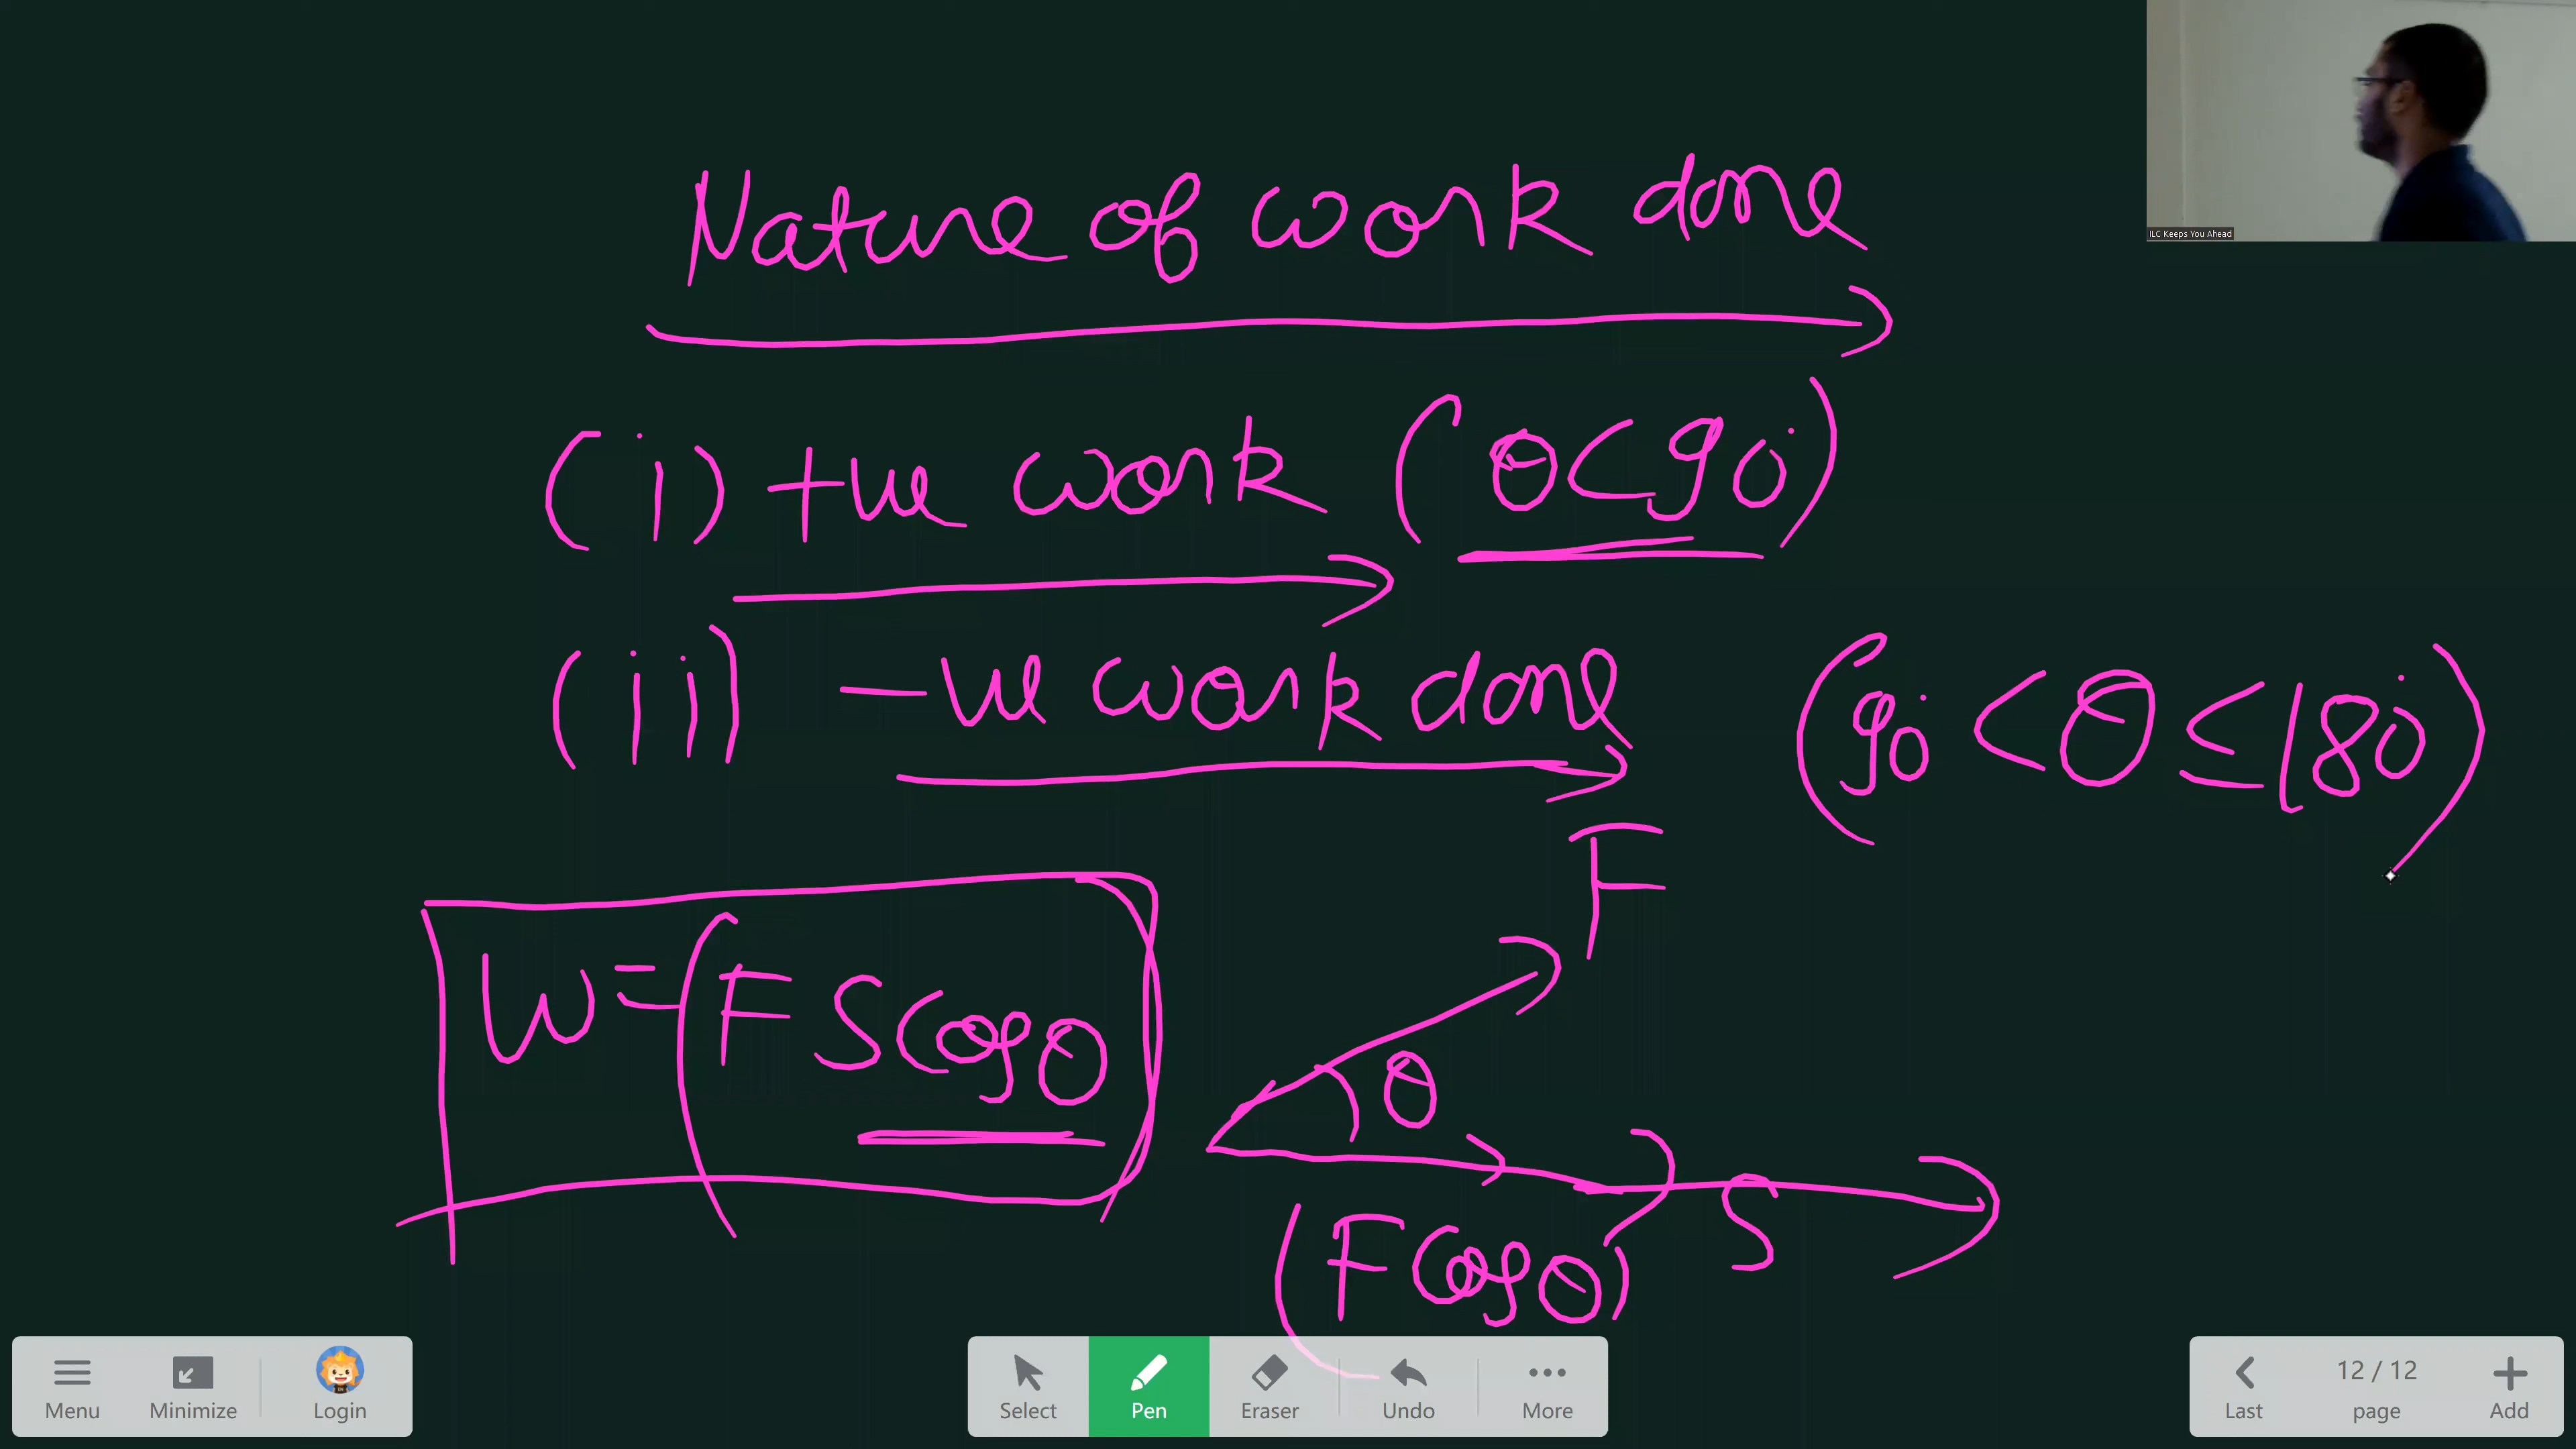 ILC Keeps You Ahead
Nature of work done
(i) +ve work (θ<90°)
(ii) -ve work done (90°<θ≤180°)
F
W=(FScosθ)
θ
S
(Fcosθ)
Menu Minimize Login
Select Pen Eraser Undo More
12 / 12
Last page Add